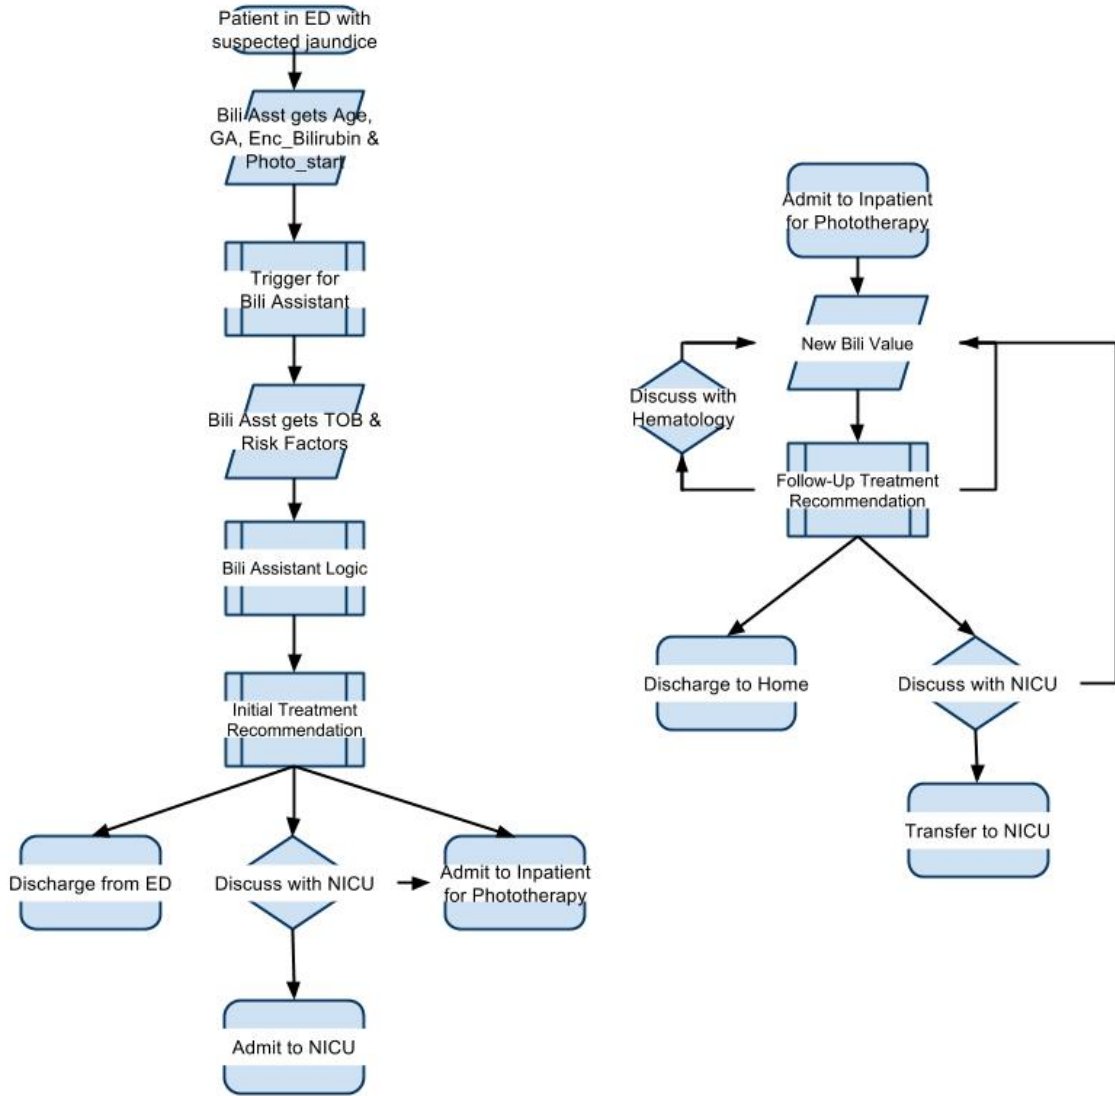 Patient in ED with
suspected jaundice
Bili Asst gets Age,
GA, Enc_Bilirubin &
Photo_start
Trigger for
Bili Assistant
Bili Asst gets TOB &
Risk Factors
Bili Assistant Logic
Initial Treatment
Recommendation
Discharge from ED
Discuss with NICU
Admit to Inpatient
for Phototherapy
Admit to NICU
Admit to Inpatient
for Phototherapy
New Bili Value
Discuss with
Hematology
Follow-Up Treatment
Recommendation
Discharge to Home
Discuss with NICU
Transfer to NICU